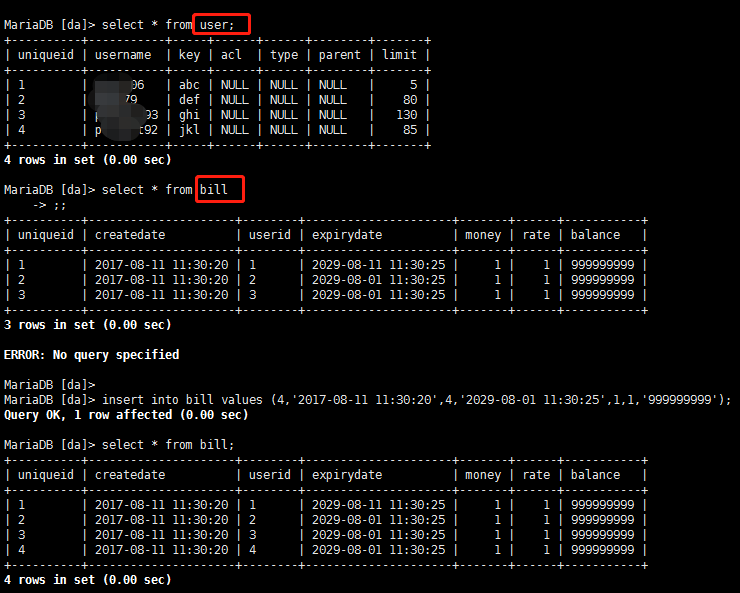 MariaDB [da]> select * from user;
+----------+----------+-----+------+------+--------+-------+
| uniqueid | username | key | acl | type | parent | limit |
+----------+----------+-----+------+------+--------+-------+
| 1 | 06 | abc | NULL | NULL | NULL | 5 |
| 2 | 79 | def | NULL | NULL | NULL | 80 |
| 3 | 93 | ghi | NULL | NULL | NULL | 130 |
| 4 | t92 | jkl | NULL | NULL | NULL | 85 |
+----------+----------+-----+------+------+--------+-------+
4 rows in set (0.00 sec)
MariaDB [da]> select * from bill
-> ;;
+----------+---------------------+--------+---------------------+-------+------+-----------+
| uniqueid | createdate | userid | expirydate | money | rate | balance |
+----------+---------------------+--------+---------------------+-------+------+-----------+
| 1 | 2017-08-11 11:30:20 | 1 | 2029-08-11 11:30:25 | 1 | 1 | 999999999 |
| 2 | 2017-08-11 11:30:20 | 2 | 2029-08-01 11:30:25 | 1 | 1 | 999999999 |
| 3 | 2017-08-11 11:30:20 | 3 | 2029-08-01 11:30:25 | 1 | 1 | 999999999 |
+----------+---------------------+--------+---------------------+-------+------+-----------+
3 rows in set (0.00 sec)
ERROR: No query specified
MariaDB [da]>
MariaDB [da]> insert into bill values (4,'2017-08-11 11:30:20',4,'2029-08-01 11:30:25',1,1,'999999999');
Query OK, 1 row affected (0.00 sec)
MariaDB [da]> select * from bill;
+----------+---------------------+--------+---------------------+-------+------+-----------+
| uniqueid | createdate | userid | expirydate | money | rate | balance |
+----------+---------------------+--------+---------------------+-------+------+-----------+
| 1 | 2017-08-11 11:30:20 | 1 | 2029-08-11 11:30:25 | 1 | 1 | 999999999 |
| 2 | 2017-08-11 11:30:20 | 2 | 2029-08-01 11:30:25 | 1 | 1 | 999999999 |
| 3 | 2017-08-11 11:30:20 | 3 | 2029-08-01 11:30:25 | 1 | 1 | 999999999 |
| 4 | 2017-08-11 11:30:20 | 4 | 2029-08-01 11:30:25 | 1 | 1 | 999999999 |
+----------+---------------------+--------+---------------------+-------+------+-----------+
4 rows in set (0.00 sec)